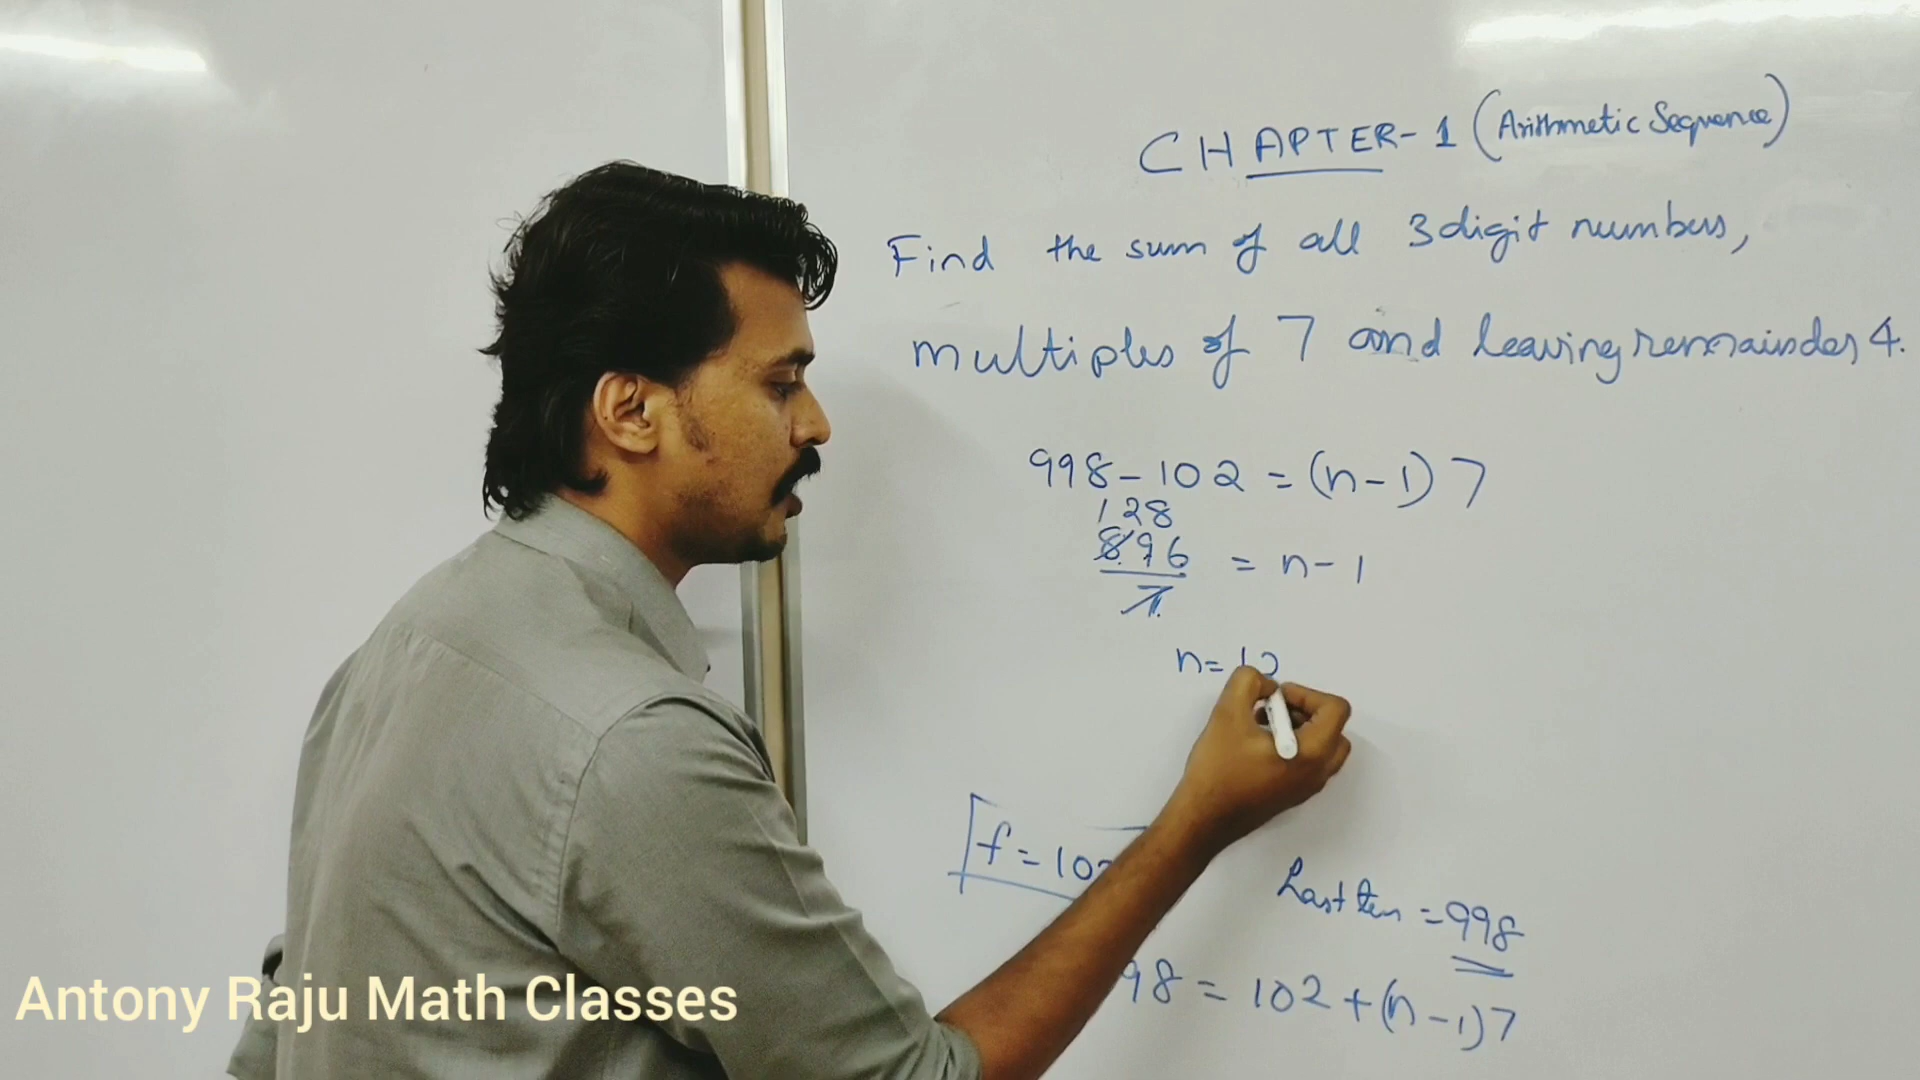 CHAPTER-1 (Arithmetic Sequence)
Find the sum of all 3digit numbers,
multiples of 7 and leaving remainder 4.
998-102 = (n-1)7
128
896
7
= n-1
n=12
f=102
Last ten = 998
98 = 102+(n-1)7
Antony Raju Math Classes